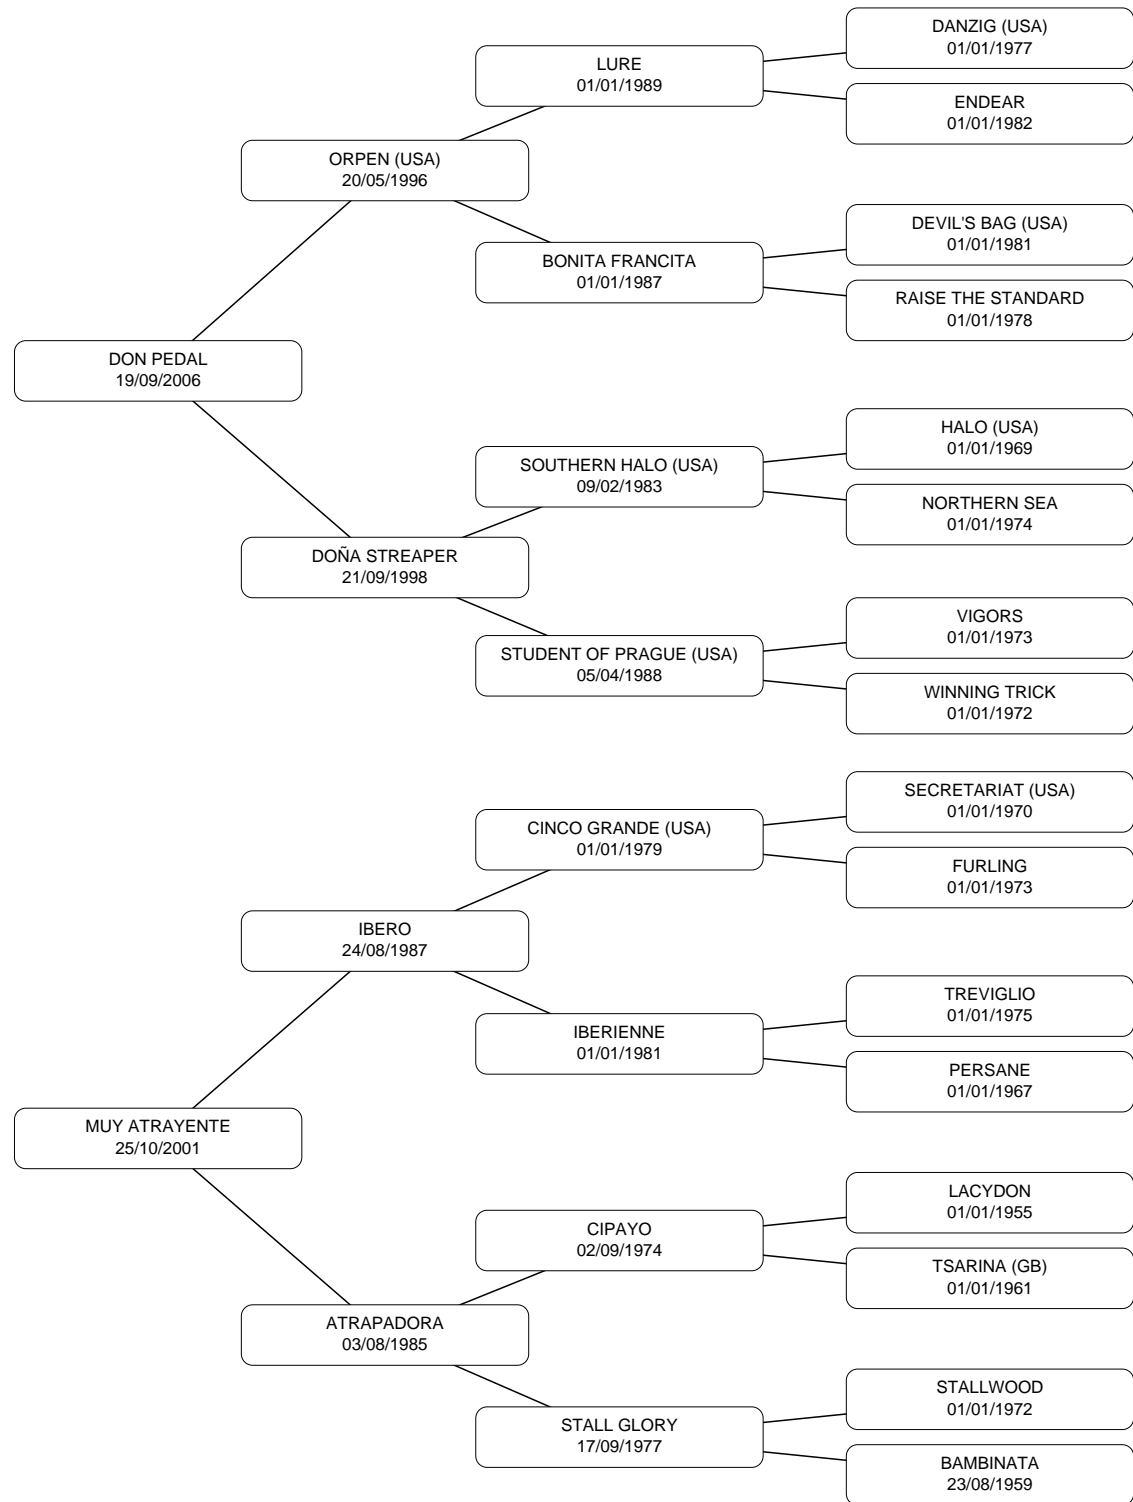 DANZIG (USA)
01/01/1977
LURE
01/01/1989
ENDEAR
01/01/1982
ORPEN (USA)
20/05/1996
DEVIL'S BAG (USA)
01/01/1981
BONITA FRANCITA
01/01/1987
RAISE THE STANDARD
01/01/1978
DON PEDAL
19/09/2006
HALO (USA)
01/01/1969
SOUTHERN HALO (USA)
09/02/1983
NORTHERN SEA
01/01/1974
DOÑA STREAPER
21/09/1998
VIGORS
01/01/1973
STUDENT OF PRAGUE (USA)
05/04/1988
WINNING TRICK
01/01/1972
SECRETARIAT (USA)
01/01/1970
CINCO GRANDE (USA)
01/01/1979
FURLING
01/01/1973
IBERO
24/08/1987
TREVIGLIO
01/01/1975
IBERIENNE
01/01/1981
PERSANE
01/01/1967
MUY ATRAYENTE
25/10/2001
LACYDON
01/01/1955
CIPAYO
02/09/1974
TSARINA (GB)
01/01/1961
ATRAPADORA
03/08/1985
STALLWOOD
01/01/1972
STALL GLORY
17/09/1977
BAMBINATA
23/08/1959